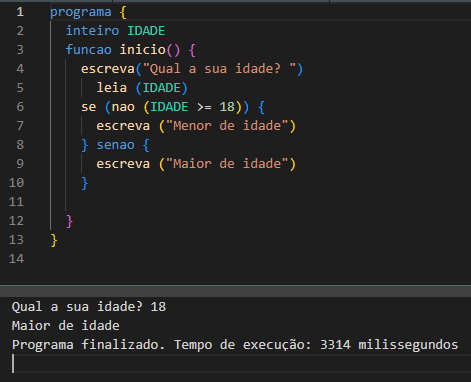 1 programa {
2 inteiro IDADE
3 funcao inicio() {
4 escreva("Qual a sua idade? ")
5 leia (IDADE)
6 se (nao (IDADE >= 18)) {
7 escreva ("Menor de idade")
8 } senao {
9 escreva ("Maior de idade")
10 }
11
12 }
13 }
14
Qual a sua idade? 18
Maior de idade
Programa finalizado. Tempo de execução: 3314 milissegundos